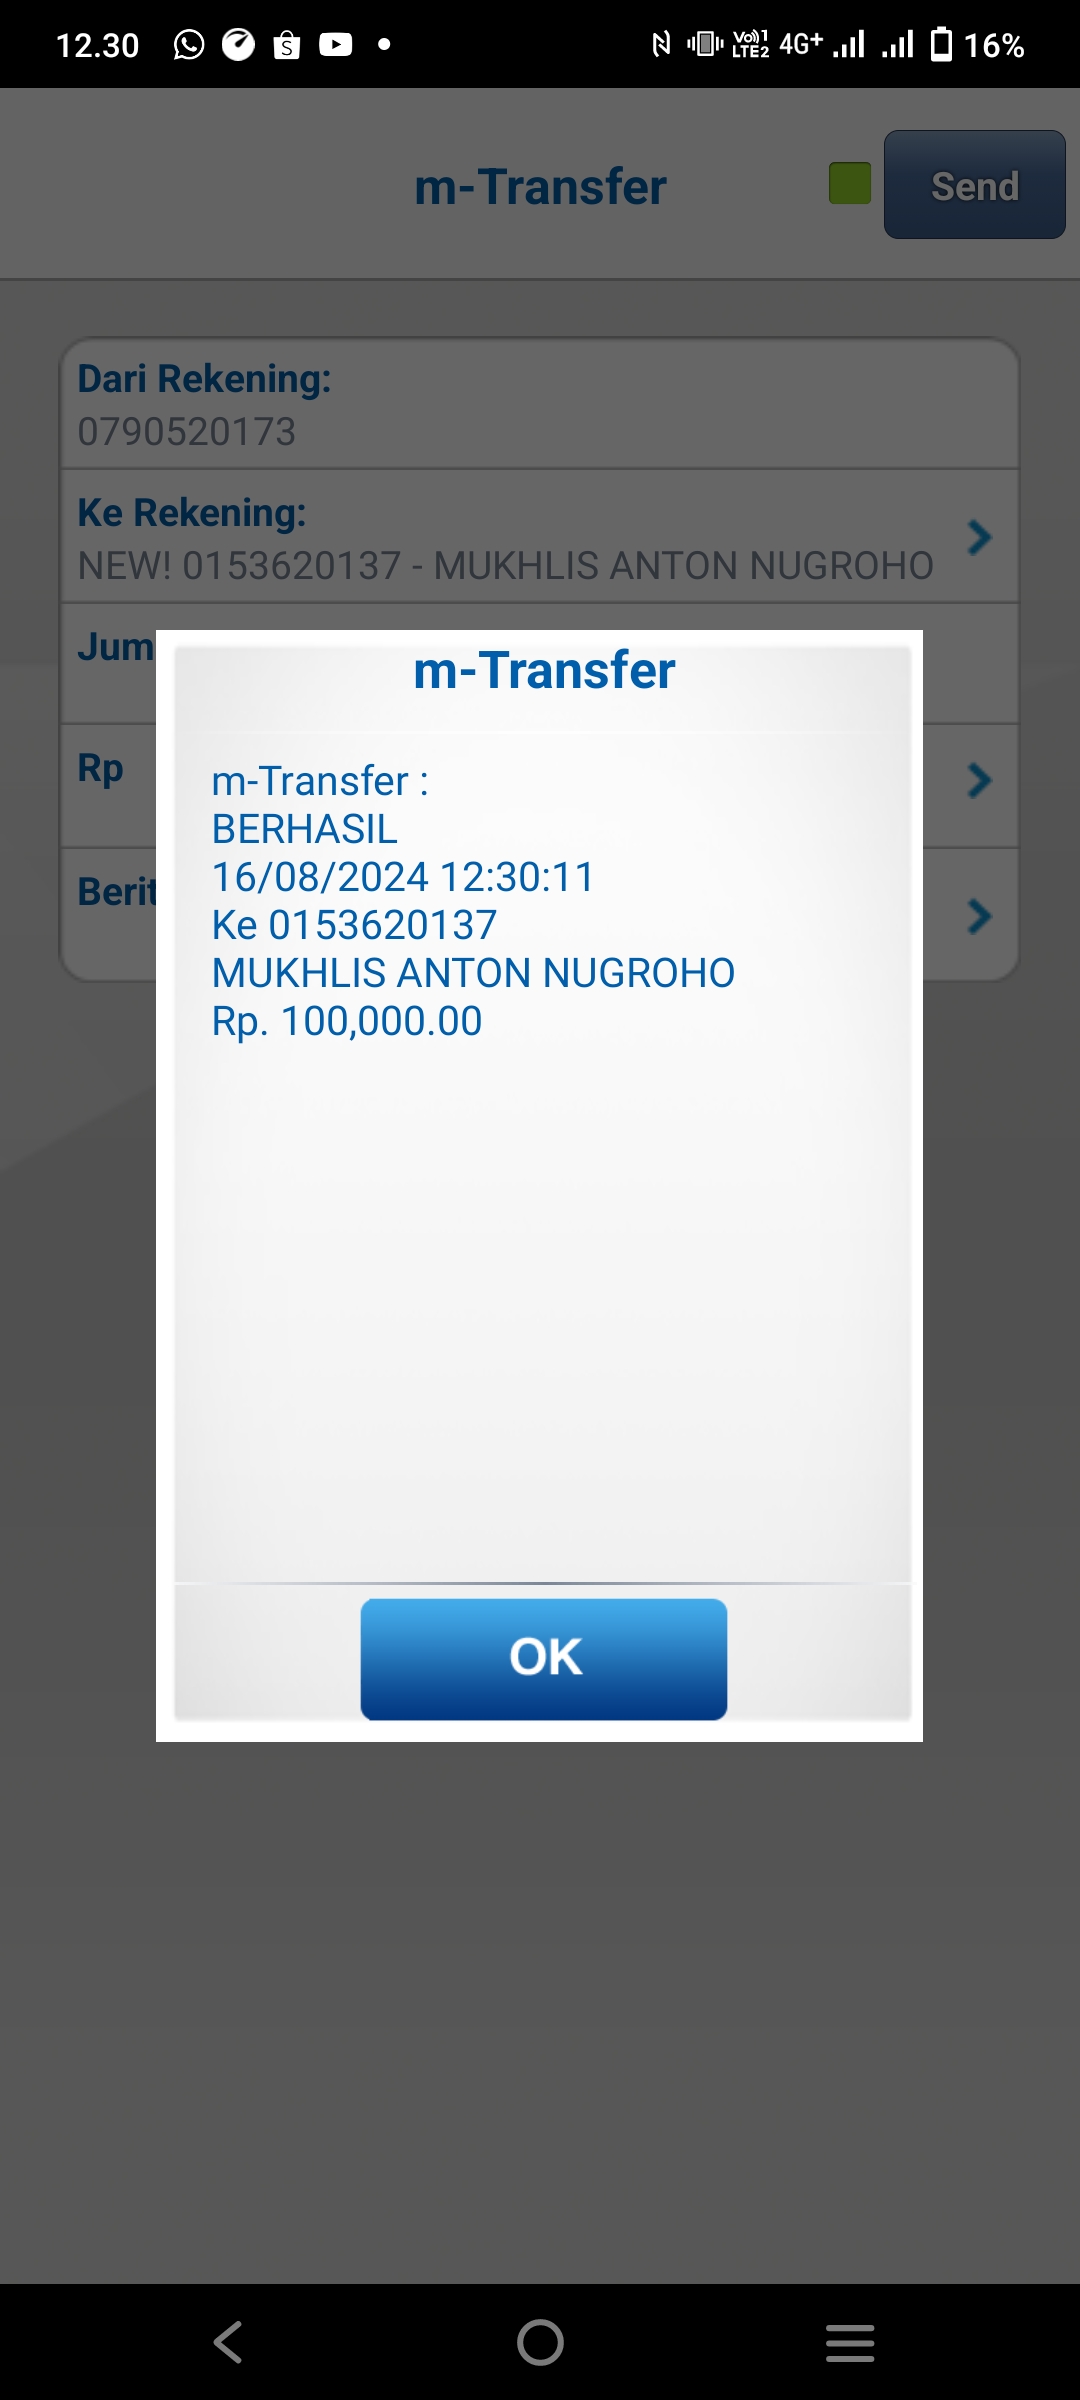 12.30
Vo))1
LTE2
4G+
16%
m-Transfer
Send
Dari Rekening:
0790520173
Ke Rekening:
NEW! 0153620137 - MUKHLIS ANTON NUGROHO
Jum
Rp
Berit
m-Transfer
m-Transfer :
BERHASIL
16/08/2024 12:30:11
Ke 0153620137
MUKHLIS ANTON NUGROHO
Rp. 100,000.00
OK